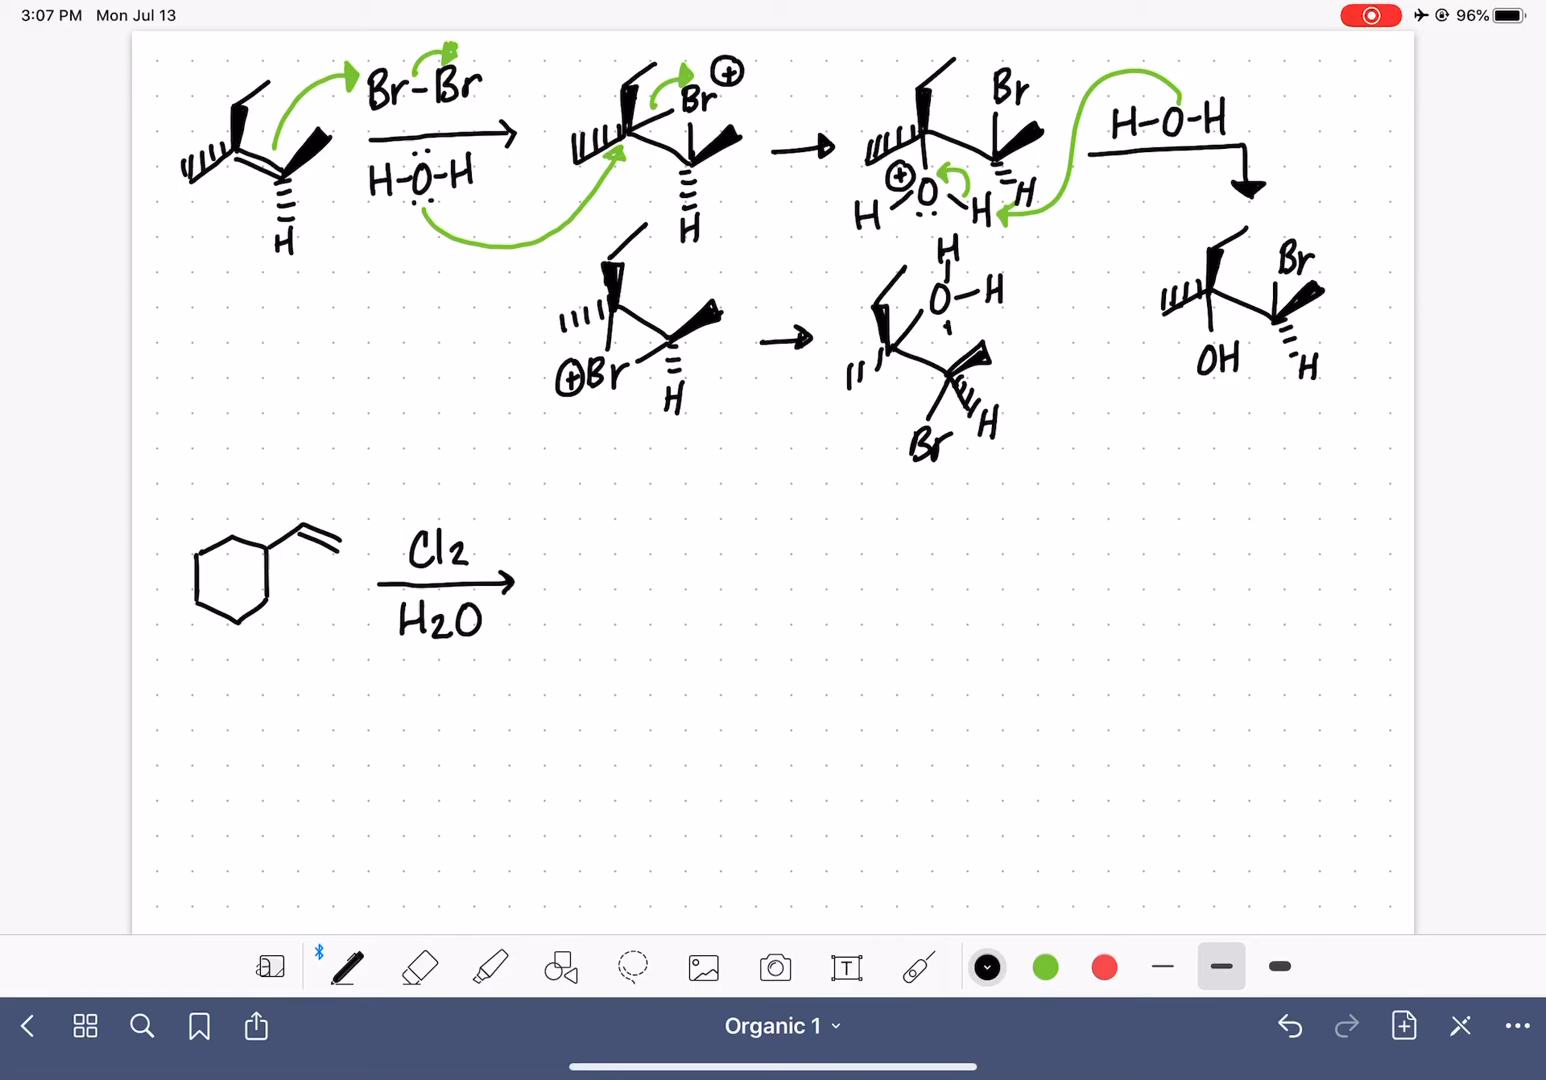 3:07 PM Mon Jul 13
96%
Br-Br
H-O-H
H
Br
H
Br
H
O
H
H
H-O-H
Br
OH
H
Br
H
H
O-H
Br
H
Cl2
H2O
T
Organic 1